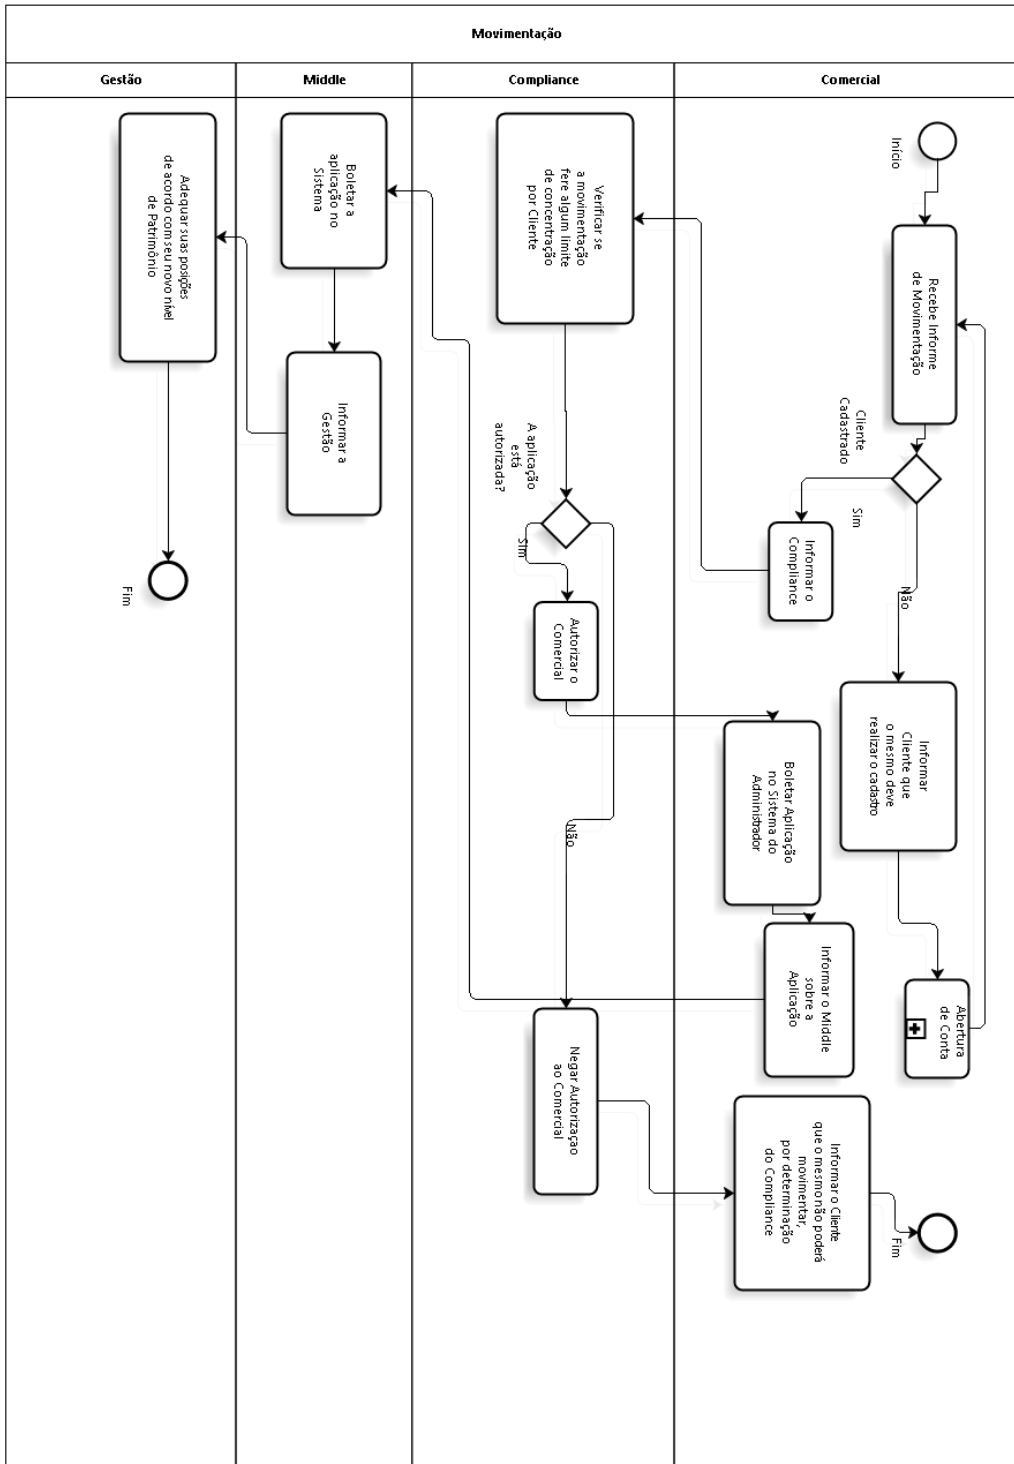 Movimentação
Gestão
Middle
Compliance
Comercial
Início
Recebe Informe
de Movimentação
Cliente
Cadastrado
Sim
Não
Informar o
Compliance
Informar
Cliente que
o mesmo deve
realizar o cadastro
Abertura
de Conta
Verificar se
a movimentação
fere algum limite
de concentração
por Cliente
A aplicação
está
autorizada?
Sim
Não
Autorizar o
Comercial
Boletar Aplicação
no Sistema do
Administrador
Informar o Middle
sobre a
Aplicação
Negar Autorização
ao Comercial
Informar o Cliente
que o mesmo não poderá
movimentar,
por determinação
do Compliance
Fim
Boletar a
aplicação no
Sistema
Informar a
Gestão
Adequar suas posições
de acordo com seu novo nível
de Patrimônio
Fim